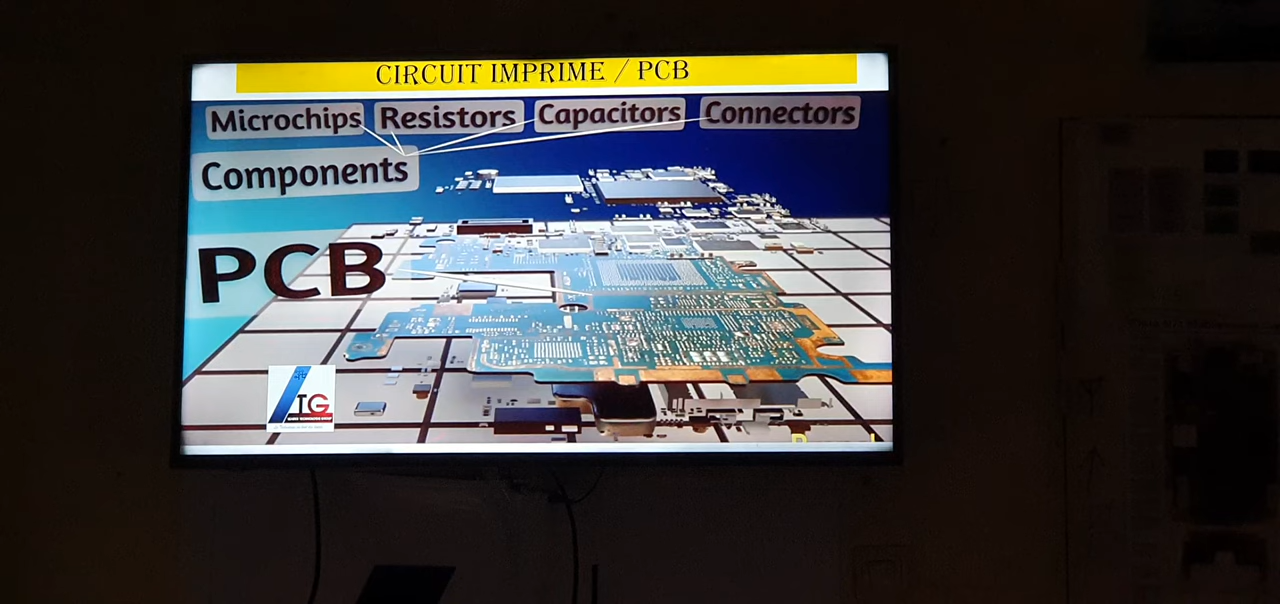 CIRCUIT IMPRIME / PCB
Microchips Resistors Capacitors Connectors
Components
PCB
TG